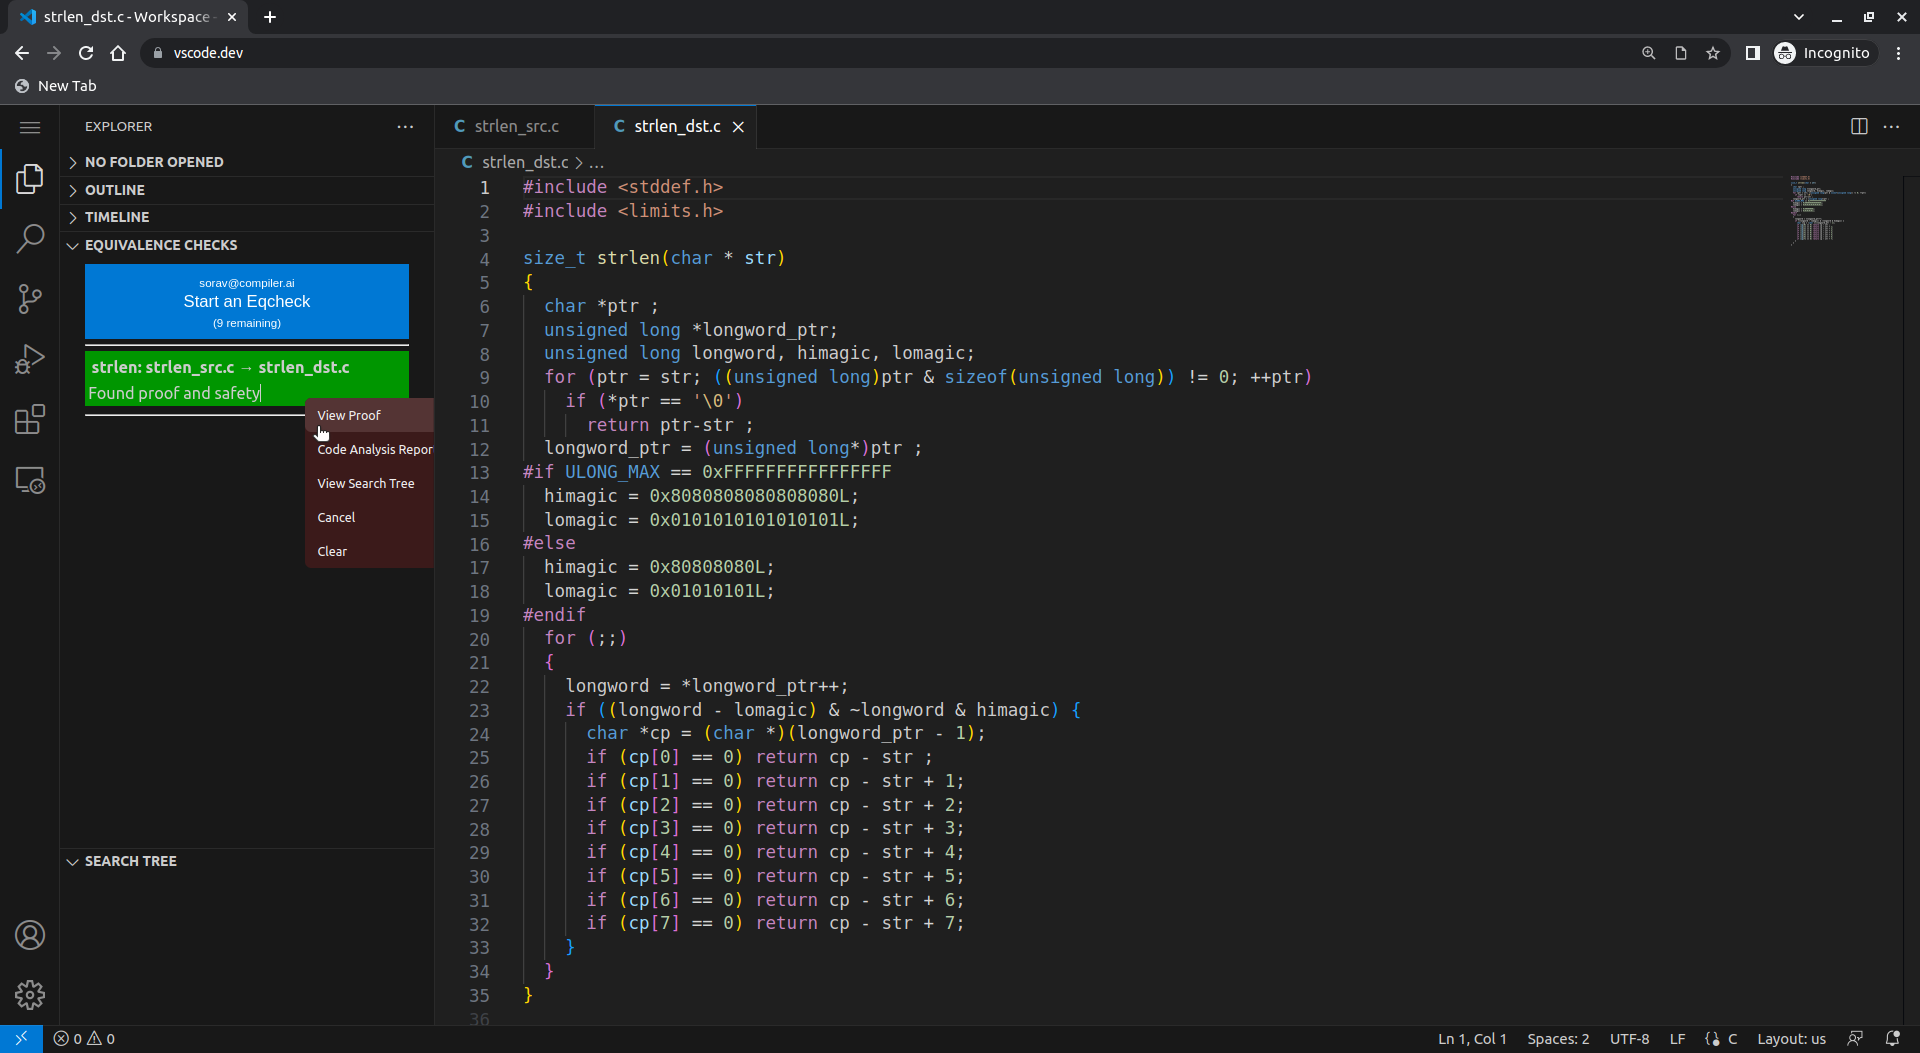 strlen_dst.c - Workspace -
vscode.dev
Incognito
New Tab
EXPLORER
NO FOLDER OPENED
OUTLINE
TIMELINE
EQUIVALENCE CHECKS
sorav@compiler.ai
Start an Eqcheck
(9 remaining)
strlen: strlen_src.c → strlen_dst.c
Found proof and safety
View Proof
Code Analysis Repor
View Search Tree
Cancel
Clear
SEARCH TREE
C strlen_src.c
C strlen_dst.c
C strlen_dst.c > ...
1 #include <stddef.h>
2 #include <limits.h>
3
4 size_t strlen(char * str)
5 {
6 char *ptr ;
7 unsigned long *longword_ptr;
8 unsigned long longword, himagic, lomagic;
9 for (ptr = str; ((unsigned long)ptr & sizeof(unsigned long)) != 0; ++ptr)
10 if (*ptr == '\0')
11 return ptr-str ;
12 longword_ptr = (unsigned long*)ptr ;
13 #if ULONG_MAX == 0xFFFFFFFFFFFFFFFF
14 himagic = 0x8080808080808080L;
15 lomagic = 0x0101010101010101L;
16 #else
17 himagic = 0x80808080L;
18 lomagic = 0x01010101L;
19 #endif
20 for (;;)
21 {
22 longword = *longword_ptr++;
23 if ((longword - lomagic) & ~longword & himagic) {
24 char *cp = (char *)(longword_ptr - 1);
25 if (cp[0] == 0) return cp - str ;
26 if (cp[1] == 0) return cp - str + 1;
27 if (cp[2] == 0) return cp - str + 2;
28 if (cp[3] == 0) return cp - str + 3;
29 if (cp[4] == 0) return cp - str + 4;
30 if (cp[5] == 0) return cp - str + 5;
31 if (cp[6] == 0) return cp - str + 6;
32 if (cp[7] == 0) return cp - str + 7;
33 }
34 }
35 }
36
0 0
Ln 1, Col 1
Spaces: 2
UTF-8
LF
C
Layout: us